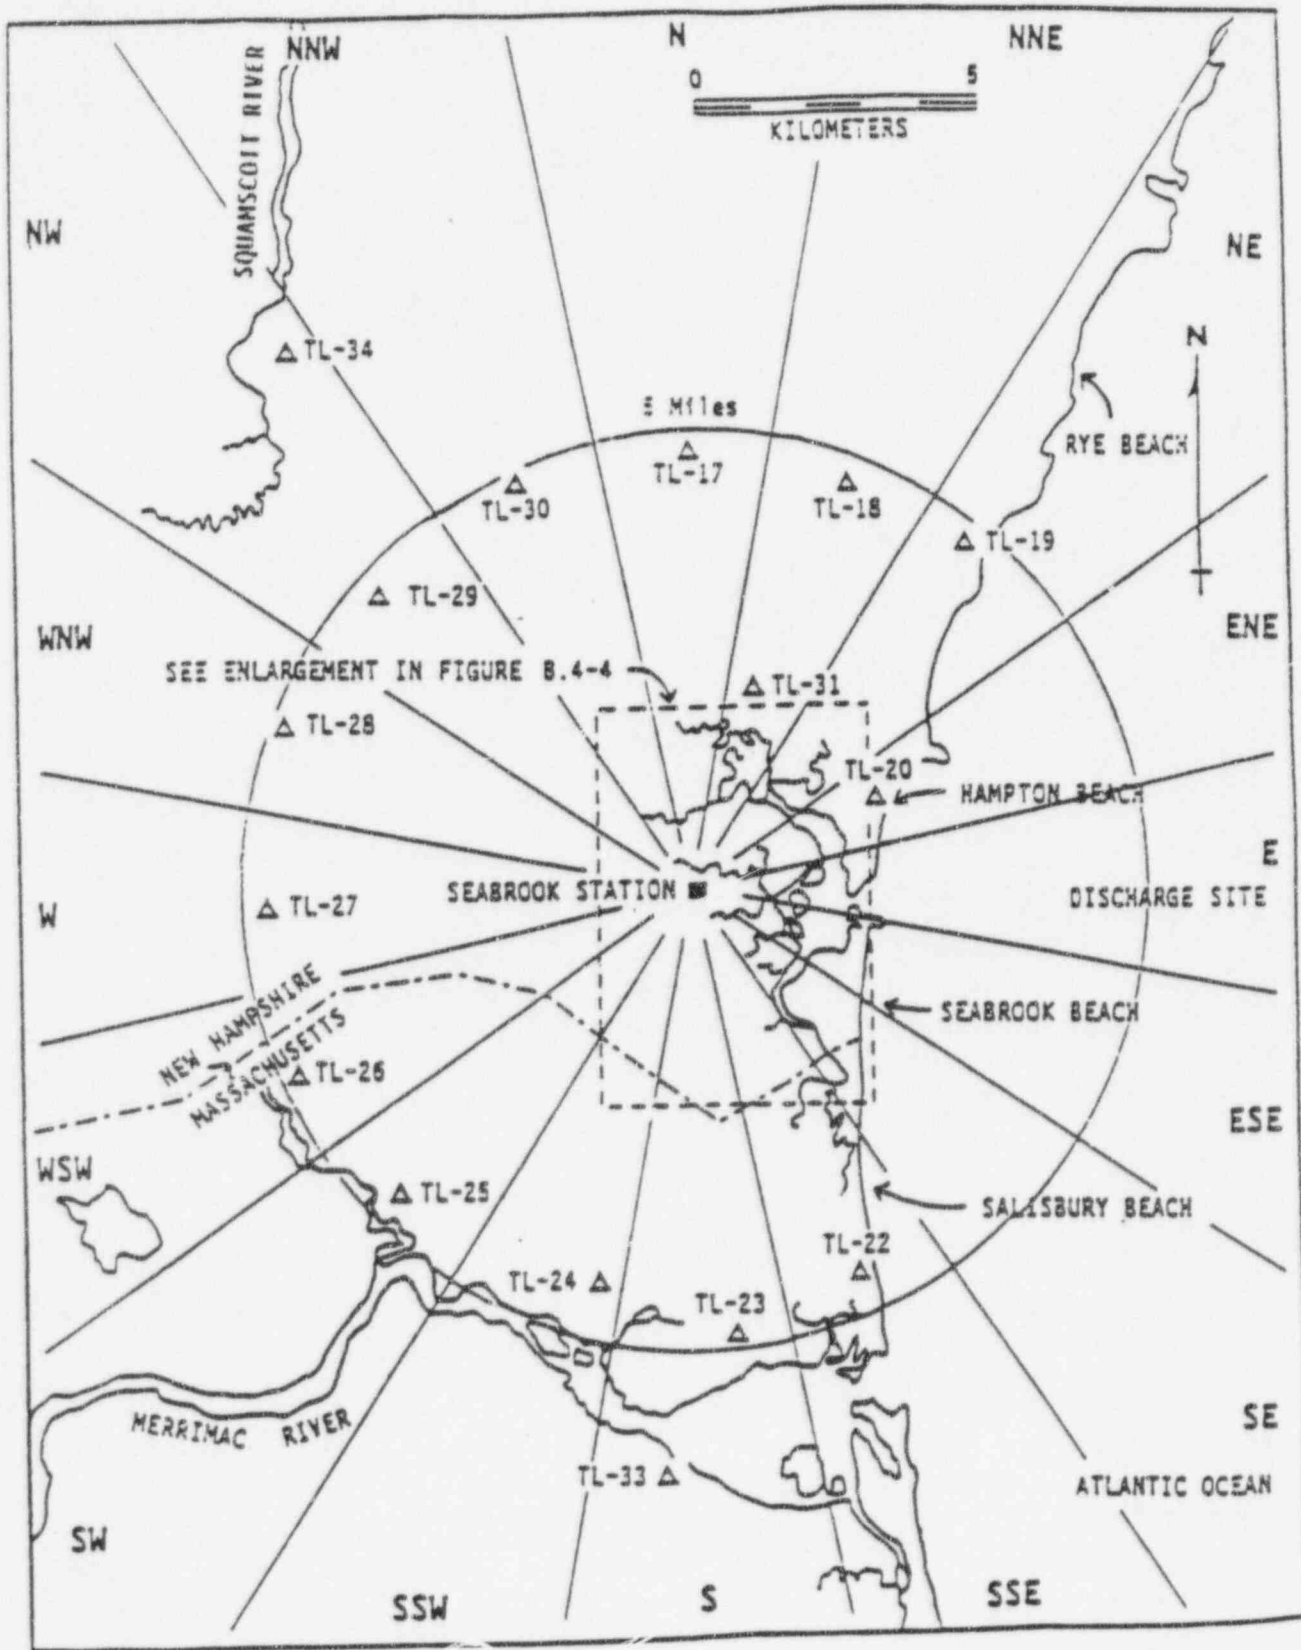 NNW
N
NNE
SQUAMSCOTT RIVER
0 5
KILOMETERS
NW
NE
N
TL-34
5 Miles
RYE BEACH
TL-17
TL-30
TL-18
TL-19
TL-29
WNW
ENE
SEE ENLARGEMENT IN FIGURE B.4-4
TL-31
TL-28
TL-20
HAMPTON BEACH
E
SEABROOK STATION
DISCHARGE SITE
W
TL-27
NEW HAMPSHIRE
MASSACHUSETTS
SEABROOK BEACH
TL-26
ESE
WSW
TL-25
SALISBURY BEACH
TL-22
TL-24
TL-23
MERRIMAC RIVER
SE
TL-33
ATLANTIC OCEAN
SW
SSW
S
SSE